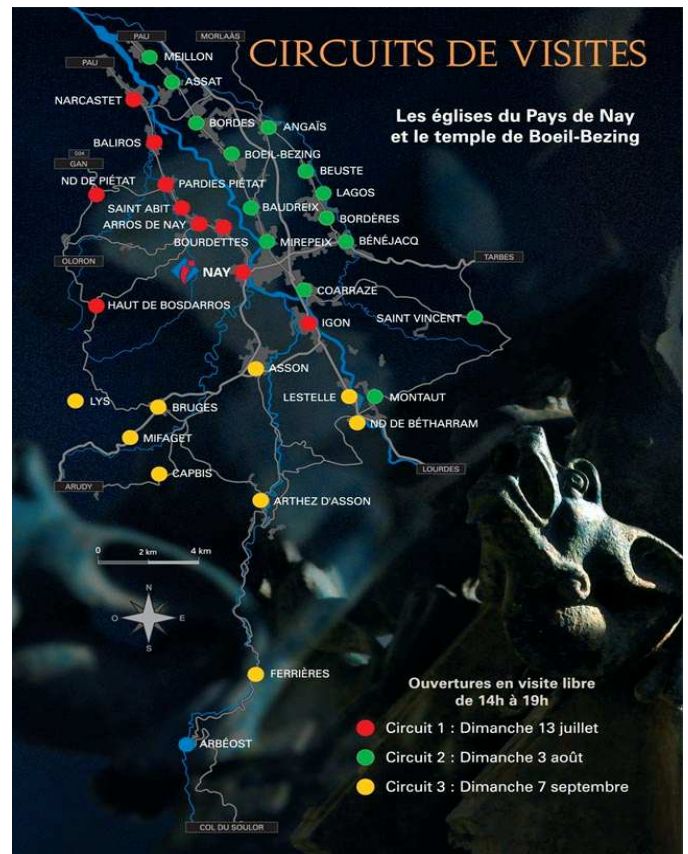 CIRCUITS DE VISITES
Les églises du Pays de Nay
et le temple de Boeil-Bezing
PAU
MORLAÀS
PAU
MEILLON
ASSAT
NARCASTET
BORDES
ANGAÏS
BALIROS
BOEIL-BEZING
GAN
BEUSTE
ND DE PIÉTAT
PARDIES PIÉTAT
LAGOS
SAINT ABIT
BAUDREIX
BORDÈRES
ARROS DE NAY
BOURDETTES
MIREPEIX
BÉNÉJACQ
OLORON
TARBES
NAY
COARRAZE
HAUT DE BOSDARROS
SAINT VINCENT
IGON
ASSON
LYS
BRUGES
LESTELLE
MONTAUT
MIFAGET
ND DE BÉTHARRAM
CAPBIS
LOURDES
ARUDY
ARTHEZ D'ASSON
0 2 km 4 km
N
O E
S
FERRIÈRES
Ouvertures en visite libre
de 14h à 19h
Circuit 1 : Dimanche 13 juillet
ARBÉOST
Circuit 2 : Dimanche 3 août
Circuit 3 : Dimanche 7 septembre
COL DU SOULOR